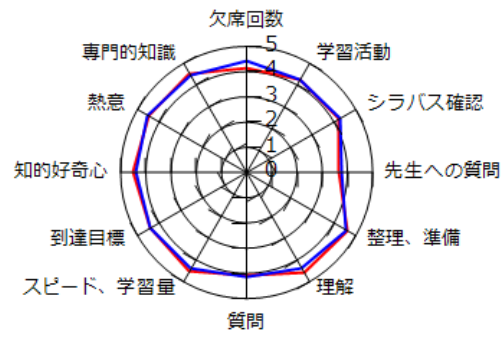 欠席回数
専門的知識
学習活動
熱意
シラバス確認
知的好奇心
先生への質問
到達目標
整理、準備
スピード、学習量
理解
質問
5
4
3
2
1
0